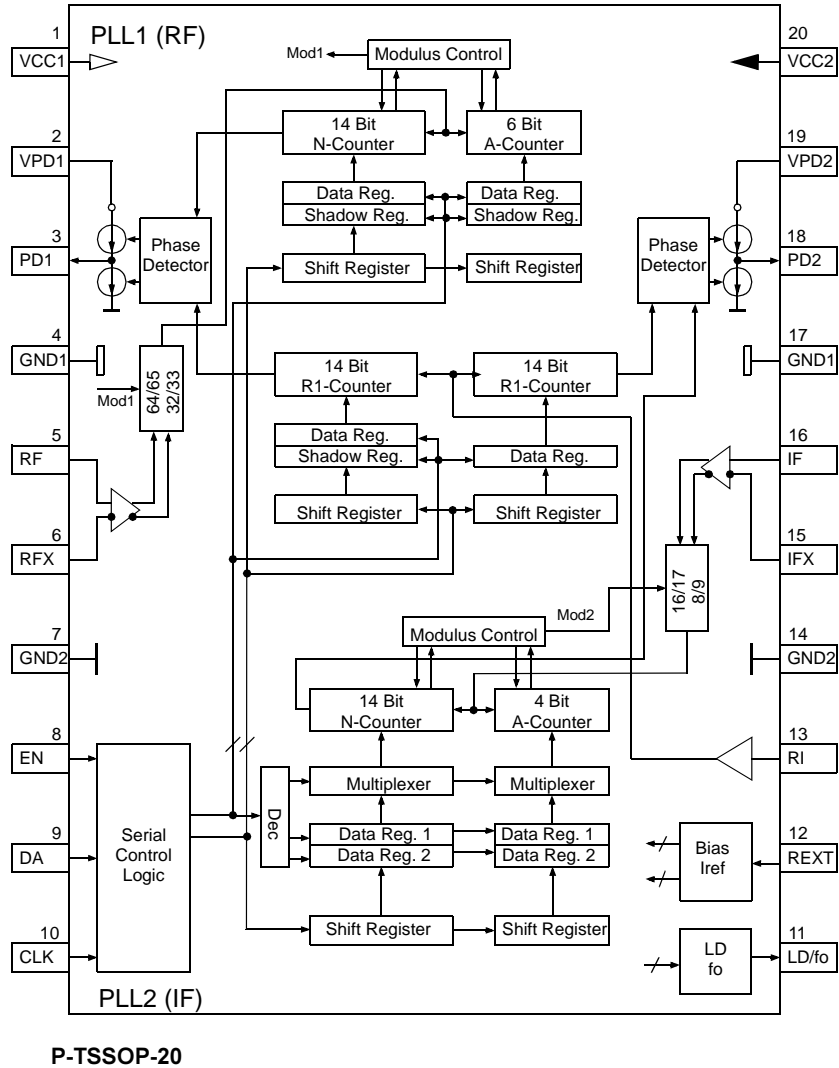 PLL1 (RF)
1
VCC1
20
VCC2
Mod1
Modulus Control
14 Bit
N-Counter
6 Bit
A-Counter
2
VPD1
19
VPD2
Data Reg.
Data Reg.
Shadow Reg.
Shadow Reg.
3
PD1
Phase
Detector
Shift Register
Shift Register
Phase
Detector
18
PD2
4
GND1
17
GND1
64/65
32/33
Mod1
14 Bit
R1-Counter
14 Bit
R1-Counter
5
RF
16
IF
Data Reg.
Shadow Reg.
Data Reg.
Shift Register
Shift Register
6
RFX
15
IFX
16/17
8/9
Mod2
Modulus Control
7
GND2
14
GND2
14 Bit
N-Counter
4 Bit
A-Counter
8
EN
13
RI
Multiplexer
Multiplexer
Dec
Serial
Control
Logic
Data Reg. 1
Data Reg. 1
Data Reg. 2
Data Reg. 2
9
DA
Bias
Iref
12
REXT
Shift Register
Shift Register
10
CLK
LD
fo
11
LD/fo
PLL2 (IF)
P-TSSOP-20